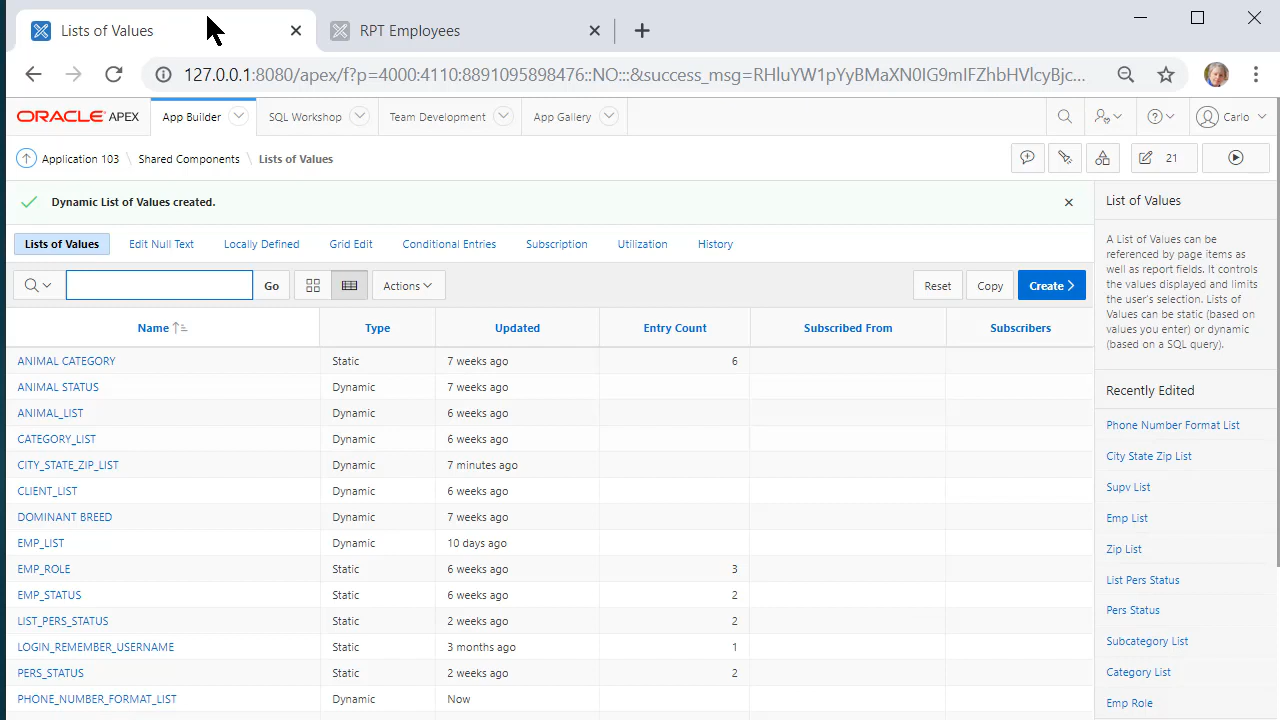 Lists of Values
RPT Employees
127.0.0.1:8080/apex/f?p=4000:4110:8891095898476::NO:::&success_msg=RHluYW1pYyBMaXN0IG9mIFZhbHVlcyBjc...
ORACLE APEX
App Builder
SQL Workshop
Team Development
App Gallery
Carlo
Application 103 \ Shared Components \ Lists of Values
21
Dynamic List of Values created.
Lists of Values
Edit Null Text
Locally Defined
Grid Edit
Conditional Entries
Subscription
Utilization
History
Go
Actions
Reset
Copy
Create
Name Type Updated Entry Count Subscribed From Subscribers
ANIMAL CATEGORY Static 7 weeks ago 6
ANIMAL STATUS Dynamic 7 weeks ago
ANIMAL_LIST Dynamic 6 weeks ago
CATEGORY_LIST Dynamic 6 weeks ago
CITY_STATE_ZIP_LIST Dynamic 7 minutes ago
CLIENT_LIST Dynamic 6 weeks ago
DOMINANT BREED Dynamic 7 weeks ago
EMP_LIST Dynamic 10 days ago
EMP_ROLE Static 6 weeks ago 3
EMP_STATUS Static 6 weeks ago 2
LIST_PERS_STATUS Static 2 weeks ago 2
LOGIN_REMEMBER_USERNAME Static 3 months ago 1
PERS_STATUS Static 2 weeks ago 2
PHONE_NUMBER_FORMAT_LIST Dynamic Now
List of Values
A List of Values can be
referenced by page items as
well as report fields. It controls
the values displayed and limits
the user's selection. Lists of
Values can be static (based on
values you enter) or dynamic
(based on a SQL query).
Recently Edited
Phone Number Format List
City State Zip List
Supv List
Emp List
Zip List
List Pers Status
Pers Status
Subcategory List
Category List
Emp Role